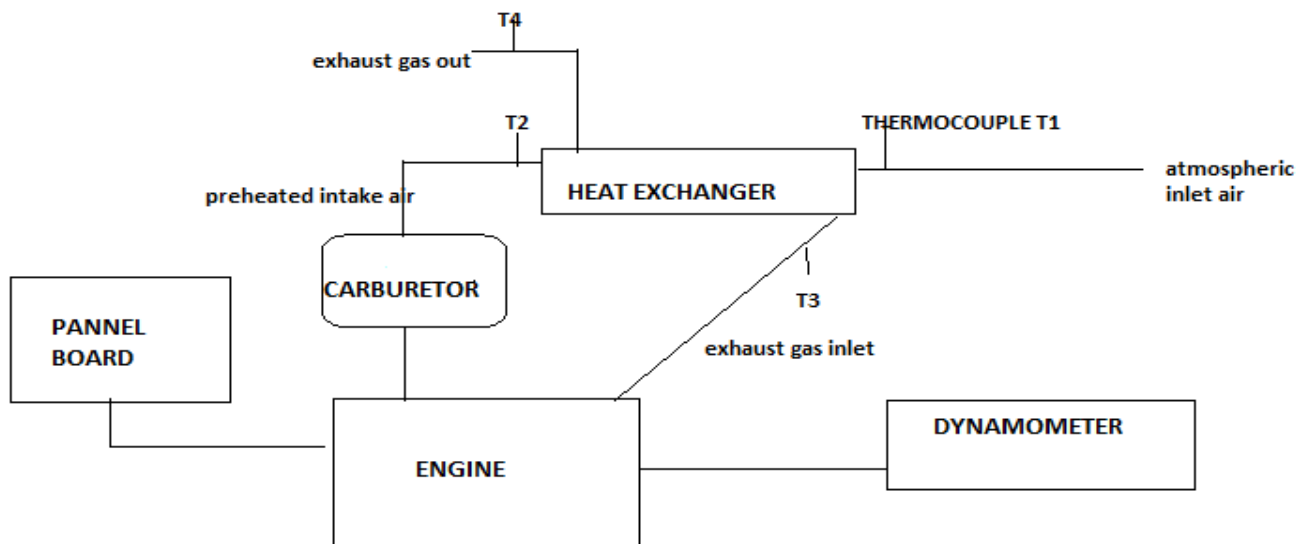 T4
exhaust gas out
T2
THERMOCOUPLE T1
atmospheric
inlet air
HEAT EXCHANGER
preheated intake air
CARBURETOR
T3
PANNEL
BOARD
exhaust gas inlet
DYNAMOMETER
ENGINE